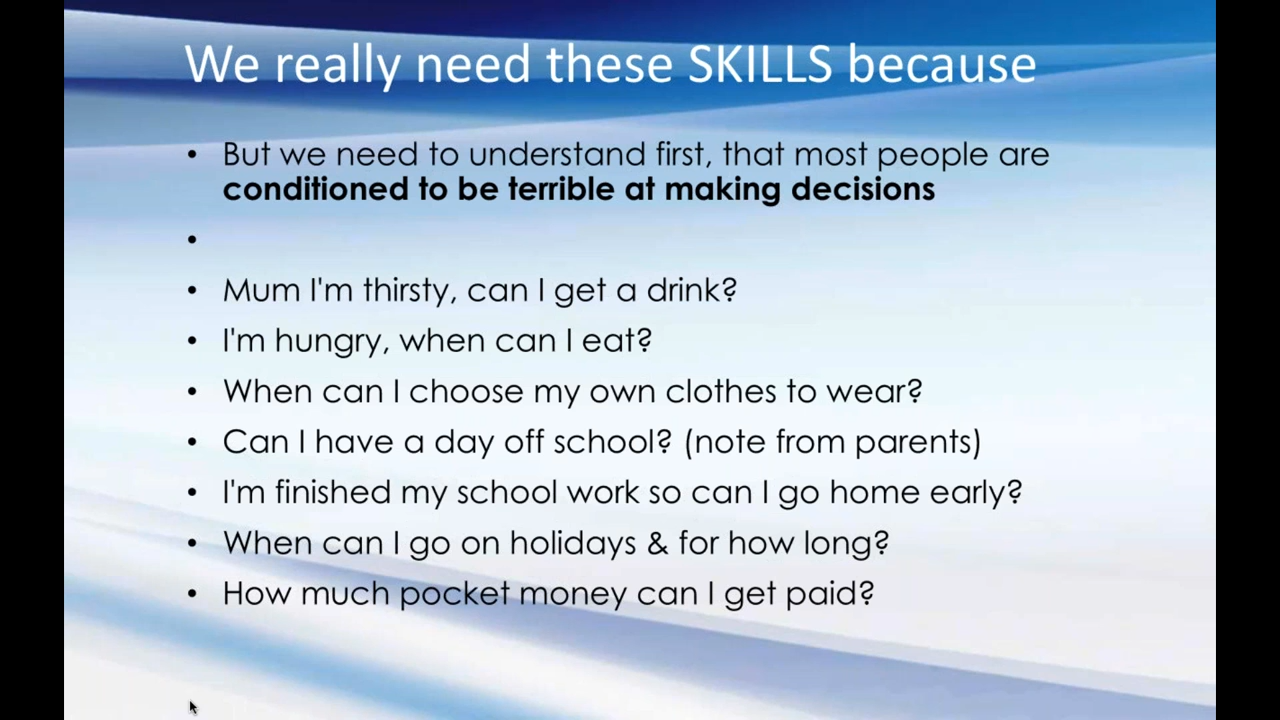 We really need these SKILLS because
• But we need to understand first, that most people are
conditioned to be terrible at making decisions
•
• Mum I'm thirsty, can I get a drink?
• I'm hungry, when can I eat?
• When can I choose my own clothes to wear?
• Can I have a day off school? (note from parents)
• I'm finished my school work so can I go home early?
• When can I go on holidays & for how long?
• How much pocket money can I get paid?